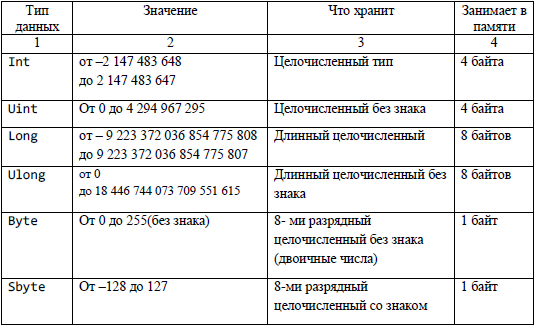 Тип данных
Значение
Что хранит
Занимает в памяти
1
2
3
4
Int
от –2 147 483 648
до 2 147 483 647
Целочисленный тип
4 байта
Uint
От 0 до 4 294 967 295
Целочисленный без знака
4 байта
Long
от – 9 223 372 036 854 775 808
до 9 223 372 036 854 775 807
Длинный целочисленный
8 байтов
Ulong
от 0
до 18 446 744 073 709 551 615
Длинный целочисленный без
знака
8 байтов
Byte
От 0 до 255(без знака)
8- ми разрядный
целочисленный без знака
(двоичные числа)
1 байт
Sbyte
От –128 до 127
8-ми разрядный
целочисленный со знаком
1 байт